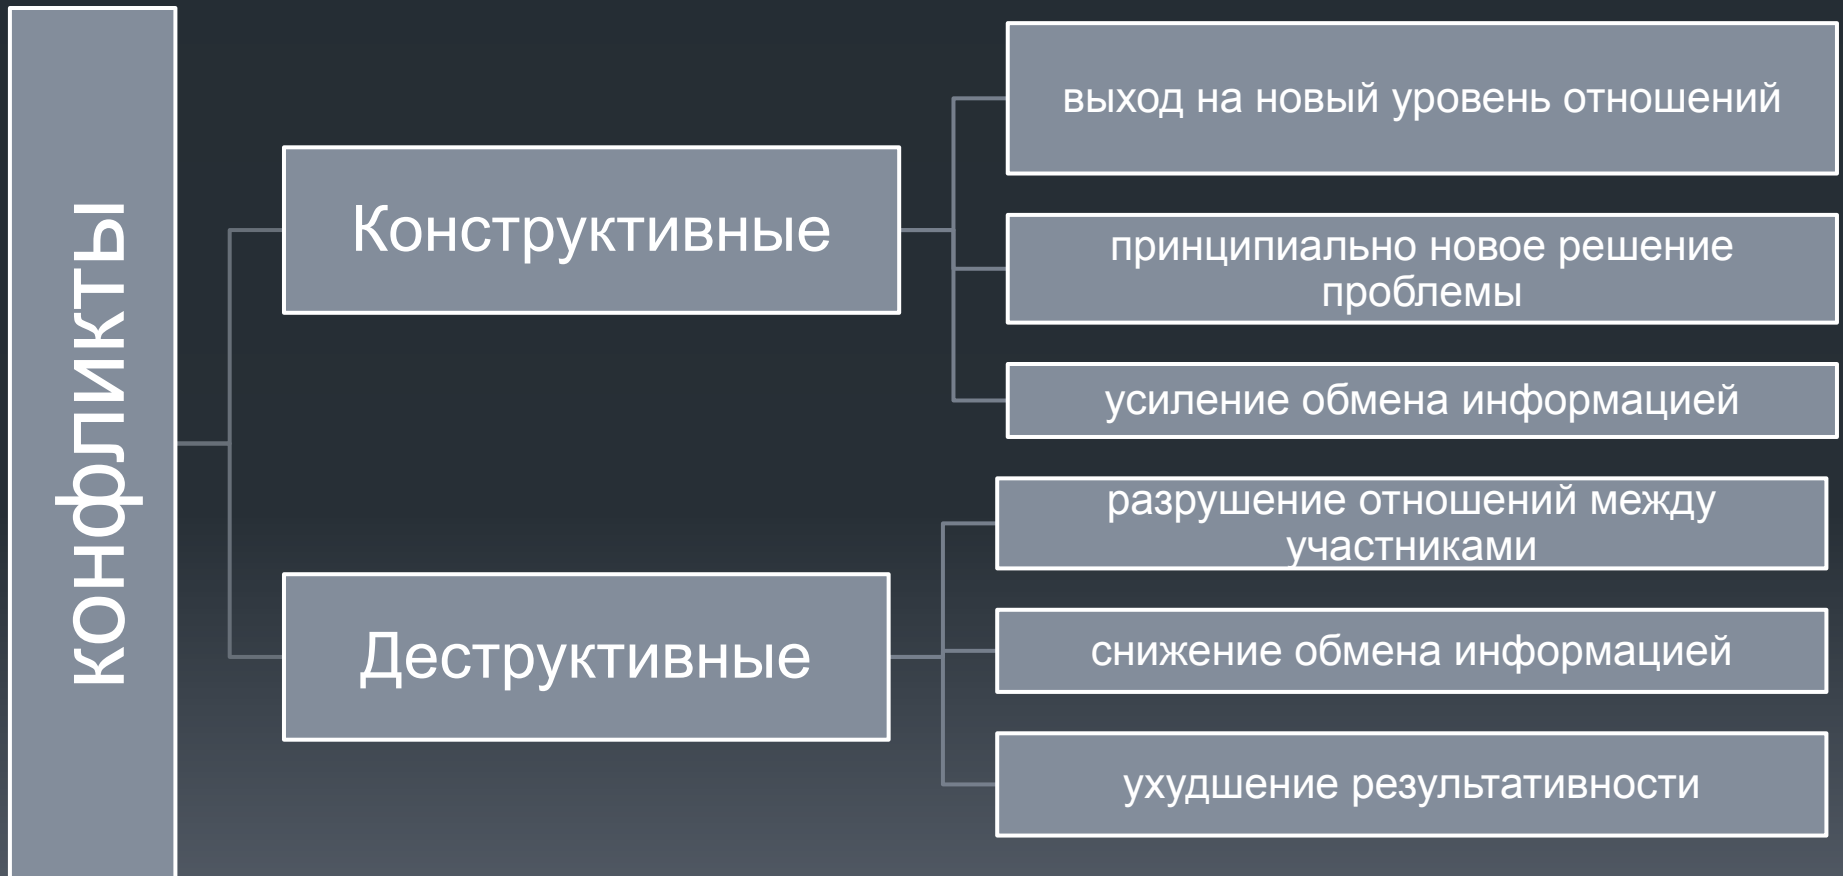 конфликты
Конструктивные
выход на новый уровень отношений
принципиально новое решение
проблемы
усиление обмена информацией
Деструктивные
разрушение отношений между
участниками
снижение обмена информацией
ухудшение результативности